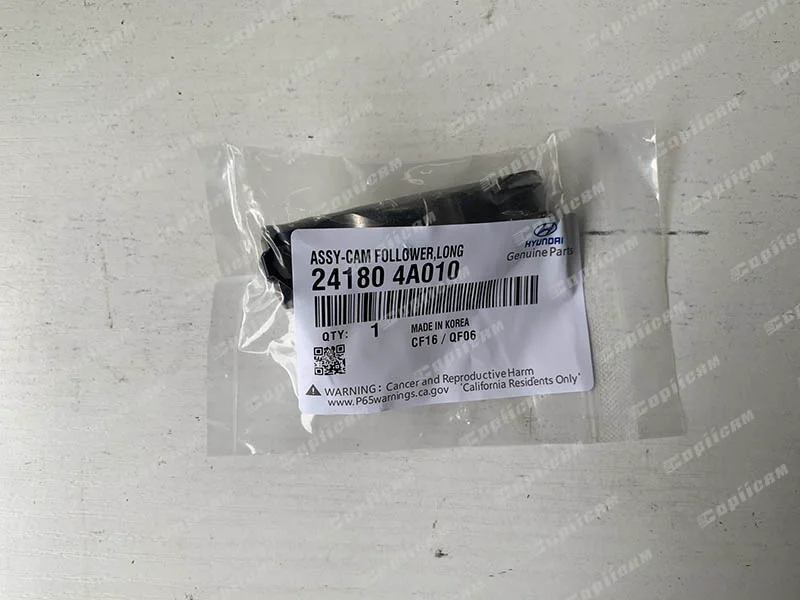 HYUNDAI
Genuine Parts
ASSY-CAM FOLLOWER,LONG
24180 4A010
QTY: 1
MADE IN KOREA
CF16 / QF06
WARNING: Cancer and Reproductive Harm
www.P65warnings.ca.gov "California Residents Only"
Copiicam